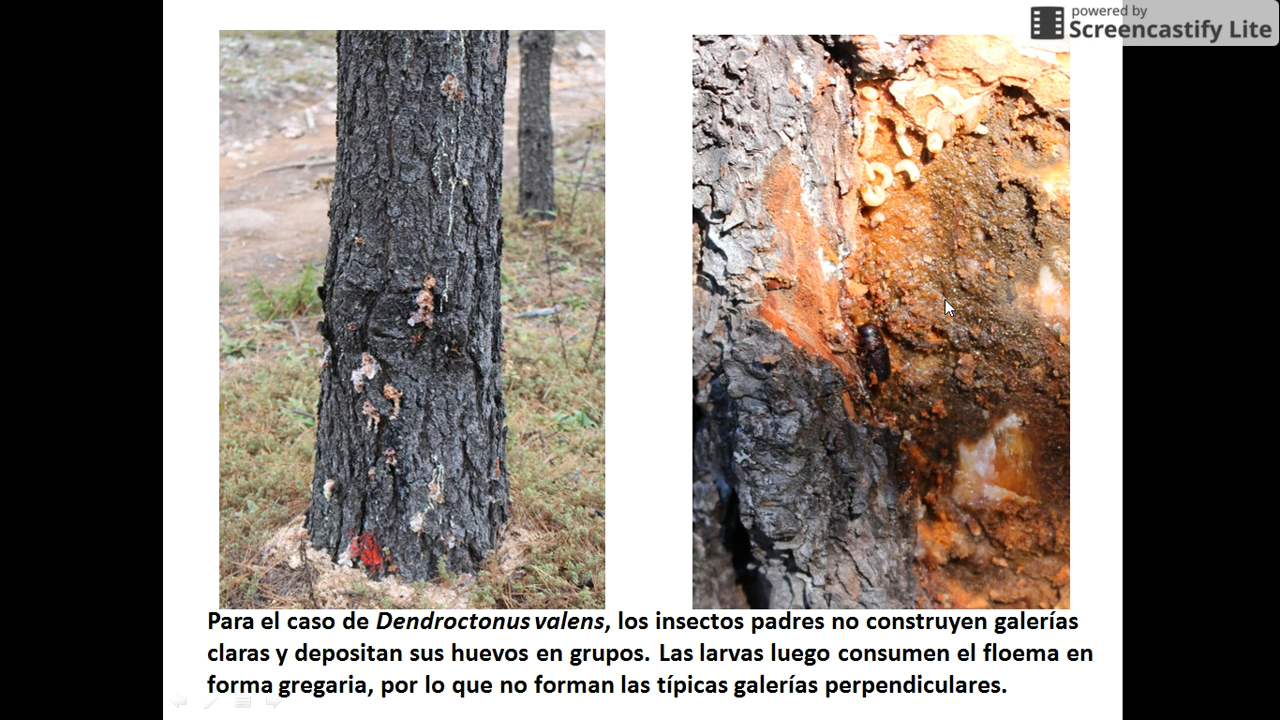 powered by
Screencastify Lite
Para el caso de Dendroctonus valens, los insectos padres no construyen galerías
claras y depositan sus huevos en grupos. Las larvas luego consumen el floema en
forma gregaria, por lo que no forman las típicas galerías perpendiculares.